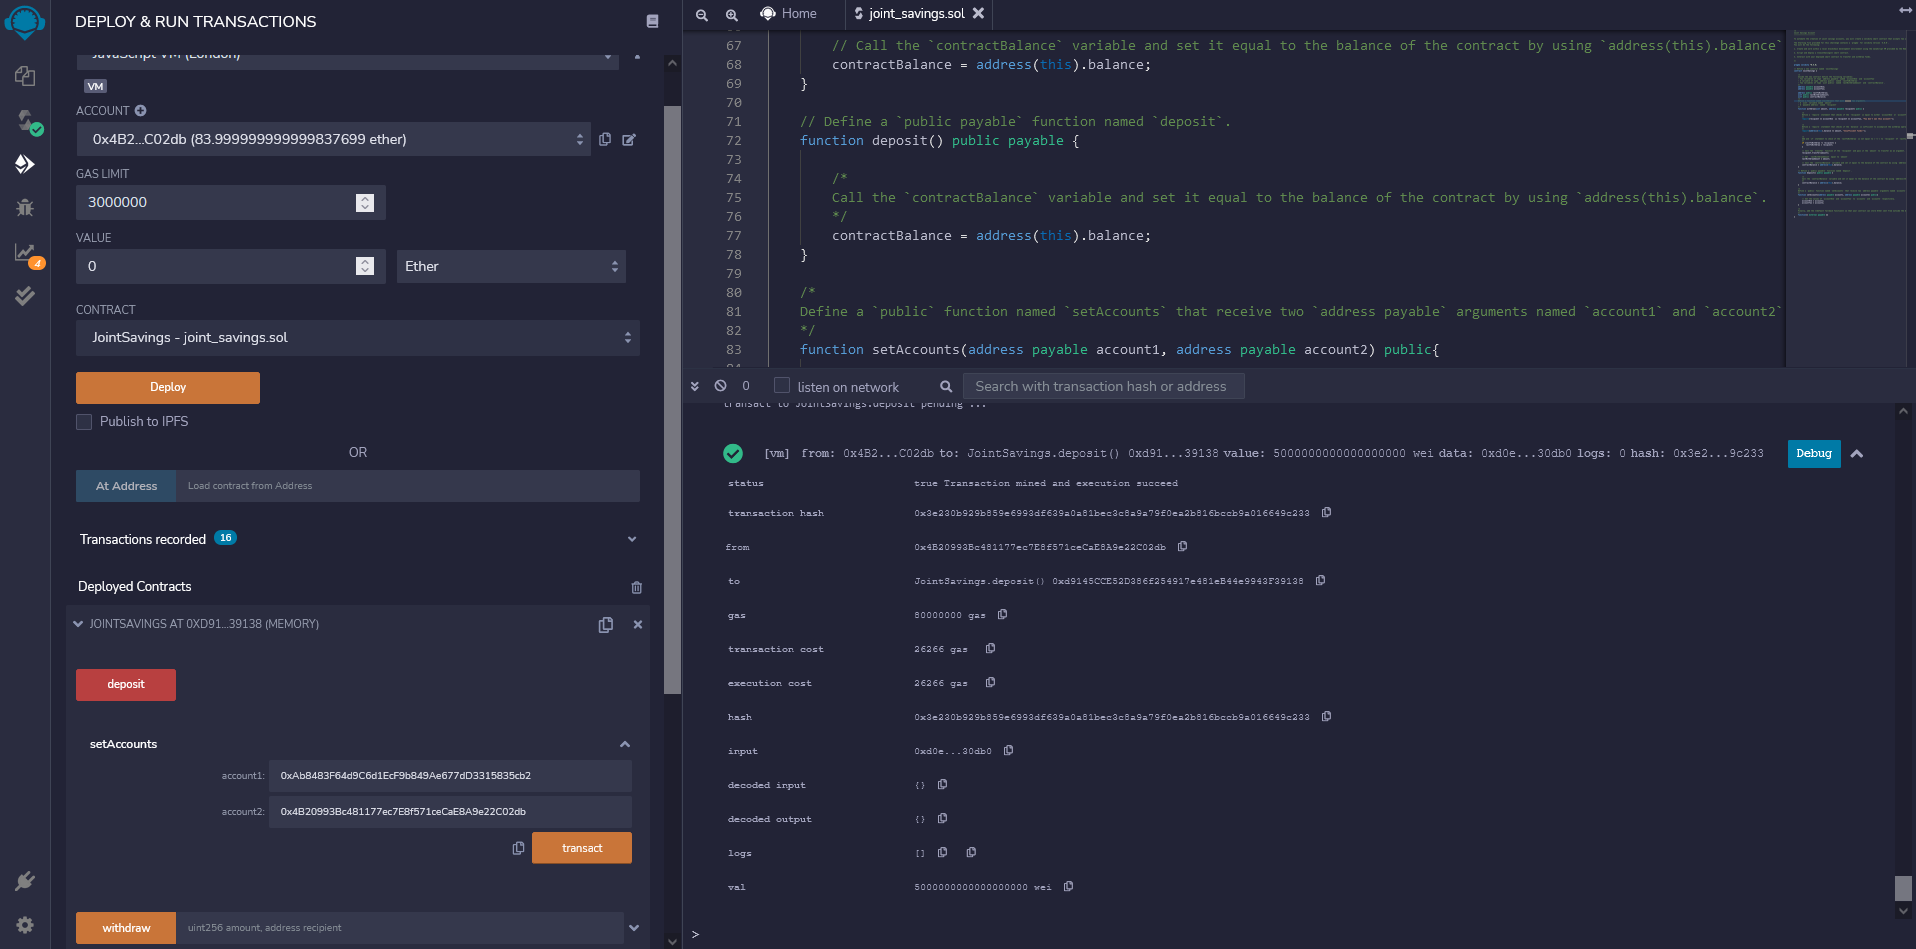 DEPLOY & RUN TRANSACTIONS
JavaScript VM (London)
VM
ACCOUNT
0x4B2...C02db (83.999999999999837699 ether)
GAS LIMIT
3000000
VALUE
0
Ether
CONTRACT
JointSavings - joint_savings.sol
Deploy
Publish to IPFS
OR
At Address
Load contract from Address
Transactions recorded 16
Deployed Contracts
JOINTSAVINGS AT 0XD91...39138 (MEMORY)
deposit
setAccounts
account1: 0xAb8483F64d9C6d1EcF9b849Ae677dD3315835cb2
account2: 0x4B20993Bc481177ec7E8f571ceCaE8A9e22C02db
transact
withdraw
uint256 amount, address recipient
4
Home
joint_savings.sol
67 // Call the `contractBalance` variable and set it equal to the balance of the contract by using `address(this).balance`
68 contractBalance = address(this).balance;
69 }
70
71 // Define a `public payable` function named `deposit`.
72 function deposit() public payable {
73
74 /*
75 Call the `contractBalance` variable and set it equal to the balance of the contract by using `address(this).balance`.
76 */
77 contractBalance = address(this).balance;
78 }
79
80 /*
81 Define a `public` function named `setAccounts` that receive two `address payable` arguments named `account1` and `account2`
82 */
83 function setAccounts(address payable account1, address payable account2) public{
0
listen on network
Search with transaction hash or address
transact to JointSavings.deposit pending ...
[vm] from: 0x4B2...C02db to: JointSavings.deposit() 0xd91...39138 value: 5000000000000000000 wei data: 0xd0e...30db0 logs: 0 hash: 0x3e2...9c233
Debug
status true Transaction mined and execution succeed
transaction hash 0x3e230b929b859e6993df639a0a81bec3c8a9a79f0ea2b816bccb9a016649c233
from 0x4B20993Bc481177ec7E8f571ceCaE8A9e22C02db
to JointSavings.deposit() 0xd9145CCE52D386f254917e481eB44e9943F39138
gas 80000000 gas
transaction cost 26266 gas
execution cost 26266 gas
hash 0x3e230b929b859e6993df639a0a81bec3c8a9a79f0ea2b816bccb9a016649c233
input 0xd0e...30db0
decoded input {}
decoded output {}
logs []
val 5000000000000000000 wei
>